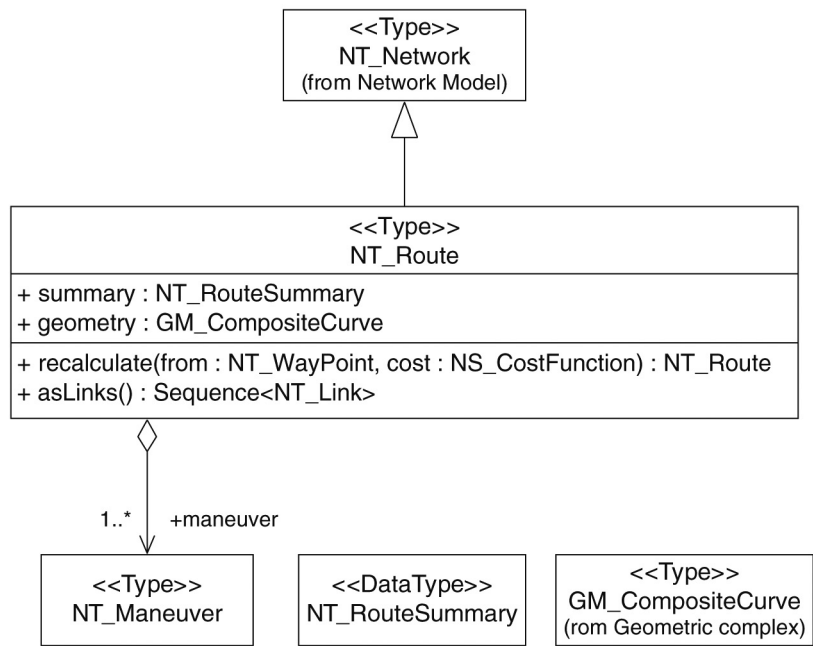 <<Type>>
NT_Network
(from Network Model)
<<Type>>
NT_Route
+ summary : NT_RouteSummary
+ geometry : GM_CompositeCurve
+ recalculate(from : NT_WayPoint, cost : NS_CostFunction) : NT_Route
+ asLinks() : Sequence<NT_Link>
1..* +maneuver
<<Type>>
NT_Maneuver
<<DataType>>
NT_RouteSummary
<<Type>>
GM_CompositeCurve
(rom Geometric complex)